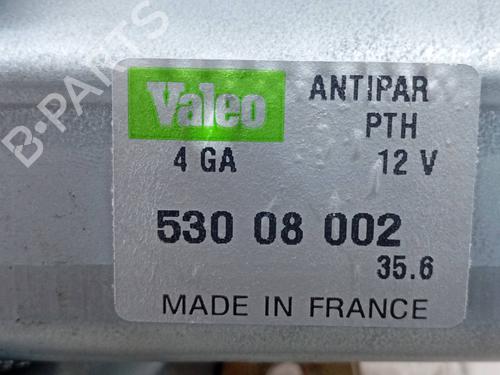 B-PARTS
Valeo
ANTIPAR
PTH
4 GA
12 V
530 08 002
35.6
MADE IN FRANCE